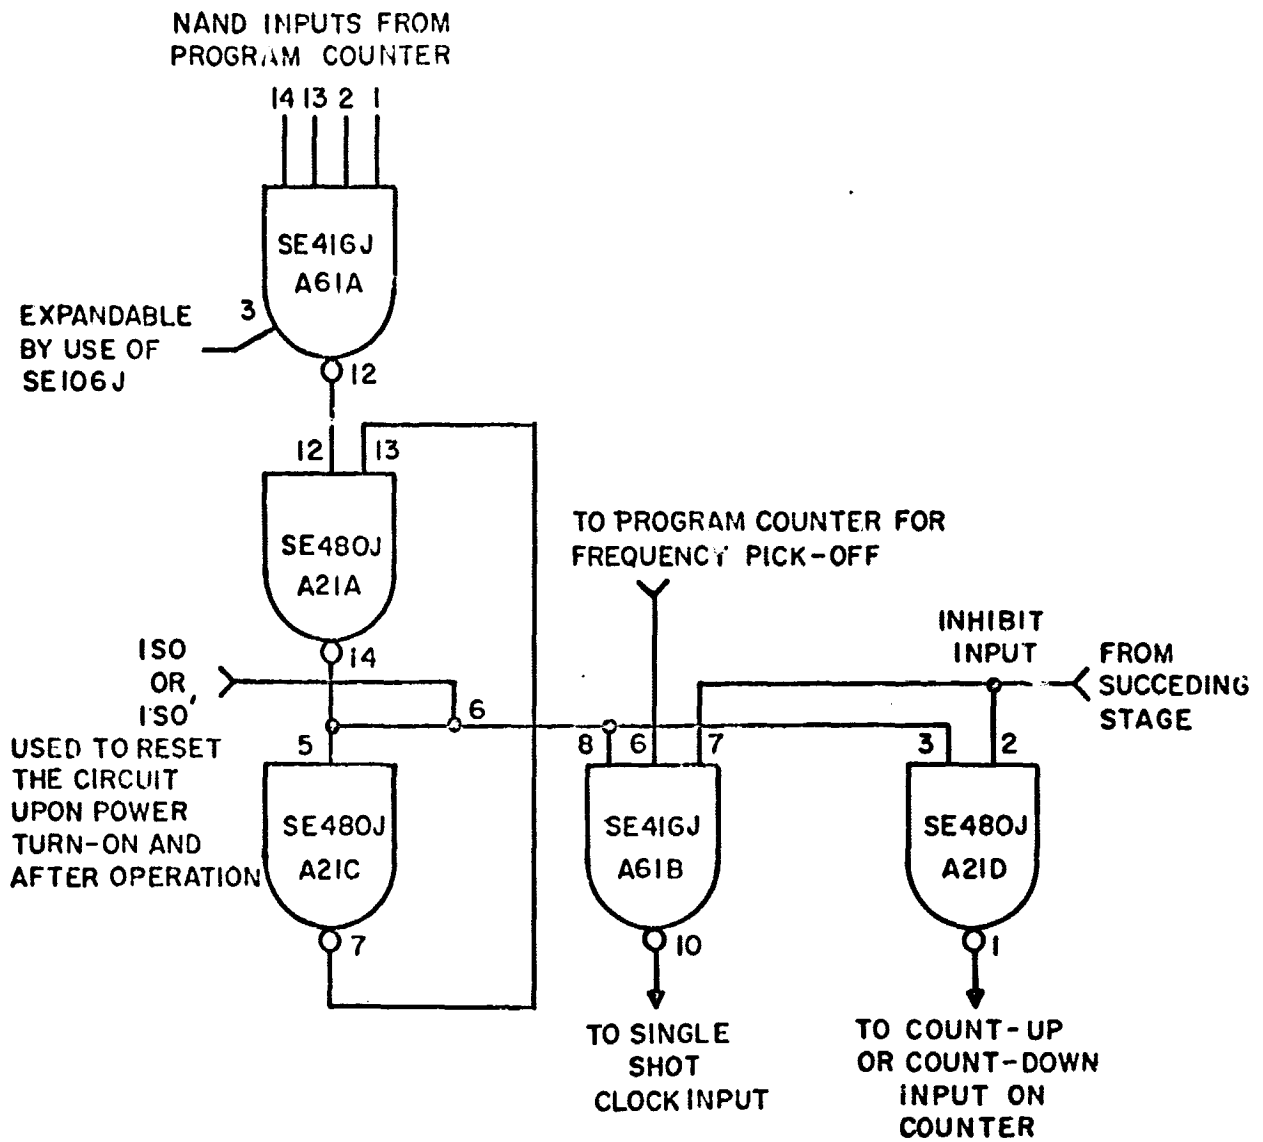 NAND INPUTS FROM
PROGRAM COUNTER
14 13 2 1
SE416J
A61A
3
EXPANDABLE
BY USE OF
SE106J
12
12 13
SE480J
A21A
14
TO PROGRAM COUNTER FOR
FREQUENCY PICK-OFF
INHIBIT
INPUT
FROM
SUCCEDING
STAGE
ISO
OR
ISO'
USED TO RESET
THE CIRCUIT
UPON POWER
TURN-ON AND
AFTER OPERATION
6
5
8 6 7
3 2
SE480J
A21C
SE416J
A61B
SE480J
A21D
7
10
1
TO SINGLE
SHOT
CLOCK INPUT
TO COUNT-UP
OR COUNT-DOWN
INPUT ON
COUNTER